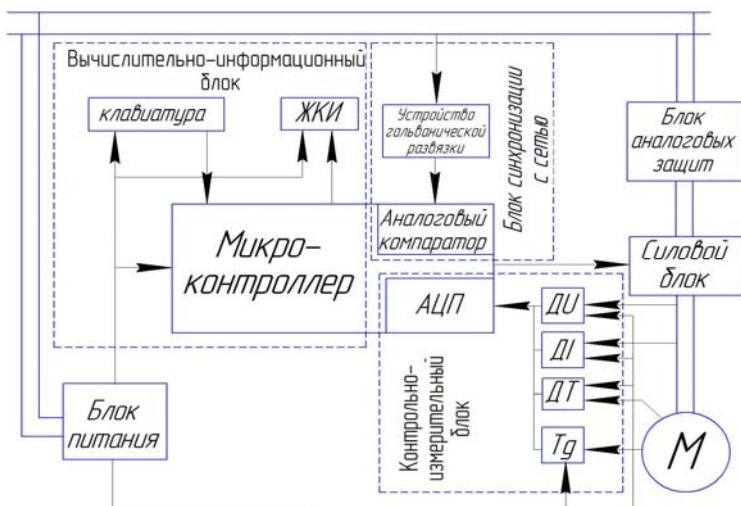 Вычислительно-информационный
блок
клавиатура
ЖКИ
Устройство
гальванической
развязки
Блок синхронизации
с сетью
Блок
аналоговых
защит
Микро-
контроллер
Аналоговый
компаратор
Силовой
блок
АЦП
ДU
ДI
ДТ
Тg
Контрольно-
измерительный
блок
Блок
питания
М